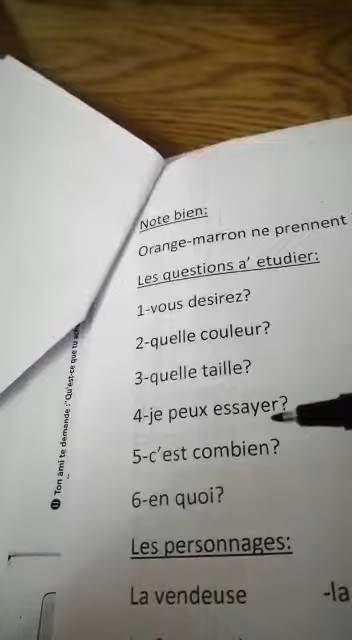 Note bien:
Orange-marron ne prennent
Les questions a' etudier:
1-vous desirez?
2-quelle couleur?
3-quelle taille?
4-je peux essayer?
5-c'est combien?
6-en quoi?
Les personnages:
La vendeuse -la
Ton ami te demande :"Qu'est-ce que tu